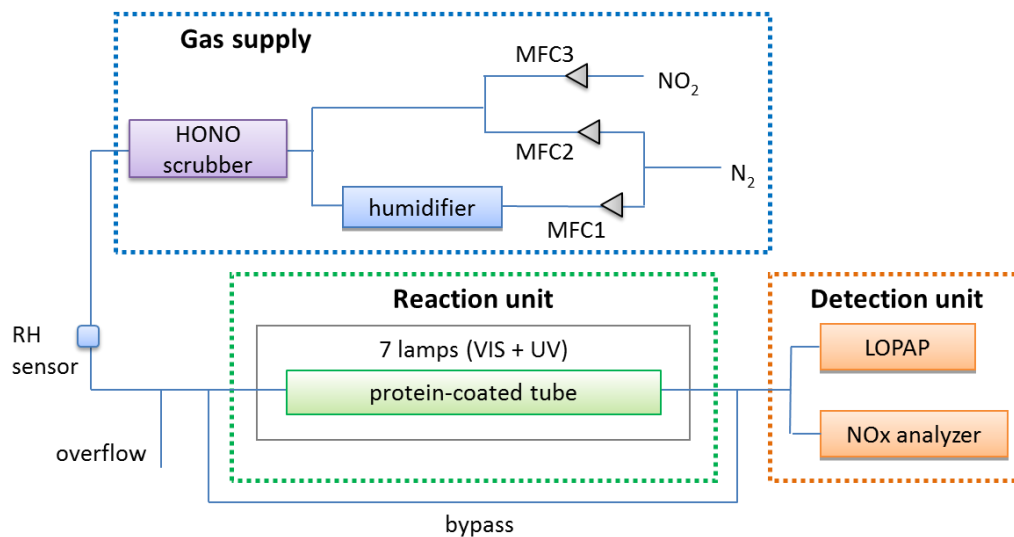 Gas supply
MFC3
NO₂
HONO
scrubber
MFC2
N₂
humidifier
MFC1
Reaction unit
Detection unit
RH
sensor
7 lamps (VIS + UV)
LOPAP
protein-coated tube
NOx analyzer
overflow
bypass